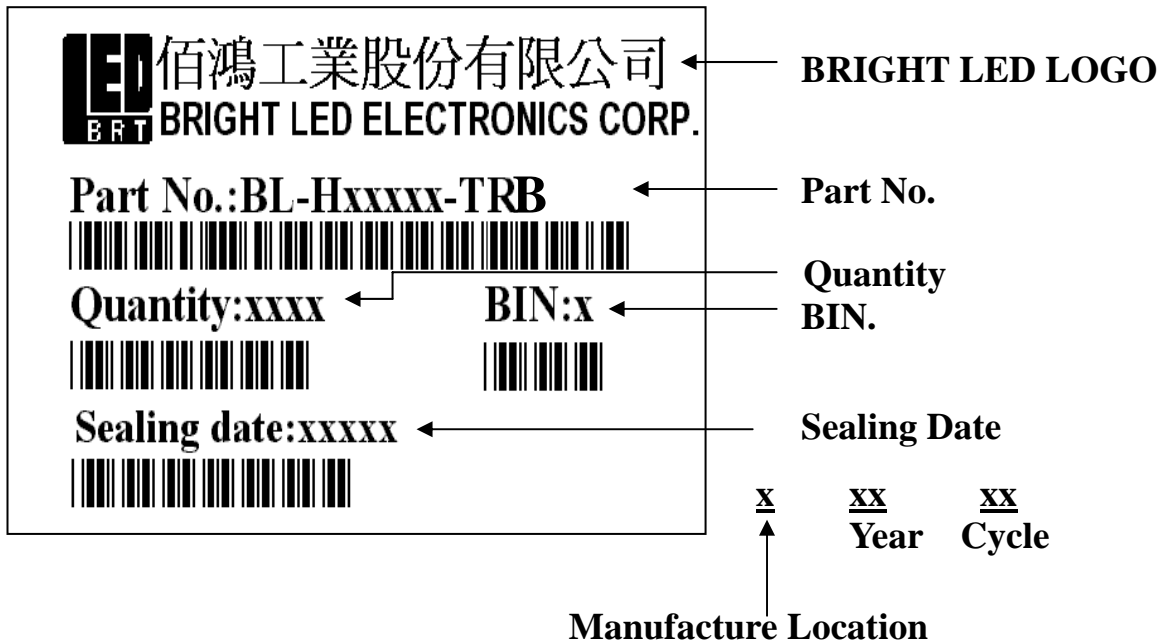 LED 佰鴻工業股份有限公司
BRT BRIGHT LED ELECTRONICS CORP.
BRIGHT LED LOGO
Part No.:BL-Hxxxxx-TRB
Part No.
Quantity:xxxx
BIN:x
Quantity
BIN.
Sealing date:xxxxx
Sealing Date
x xx xx
Year Cycle
Manufacture Location